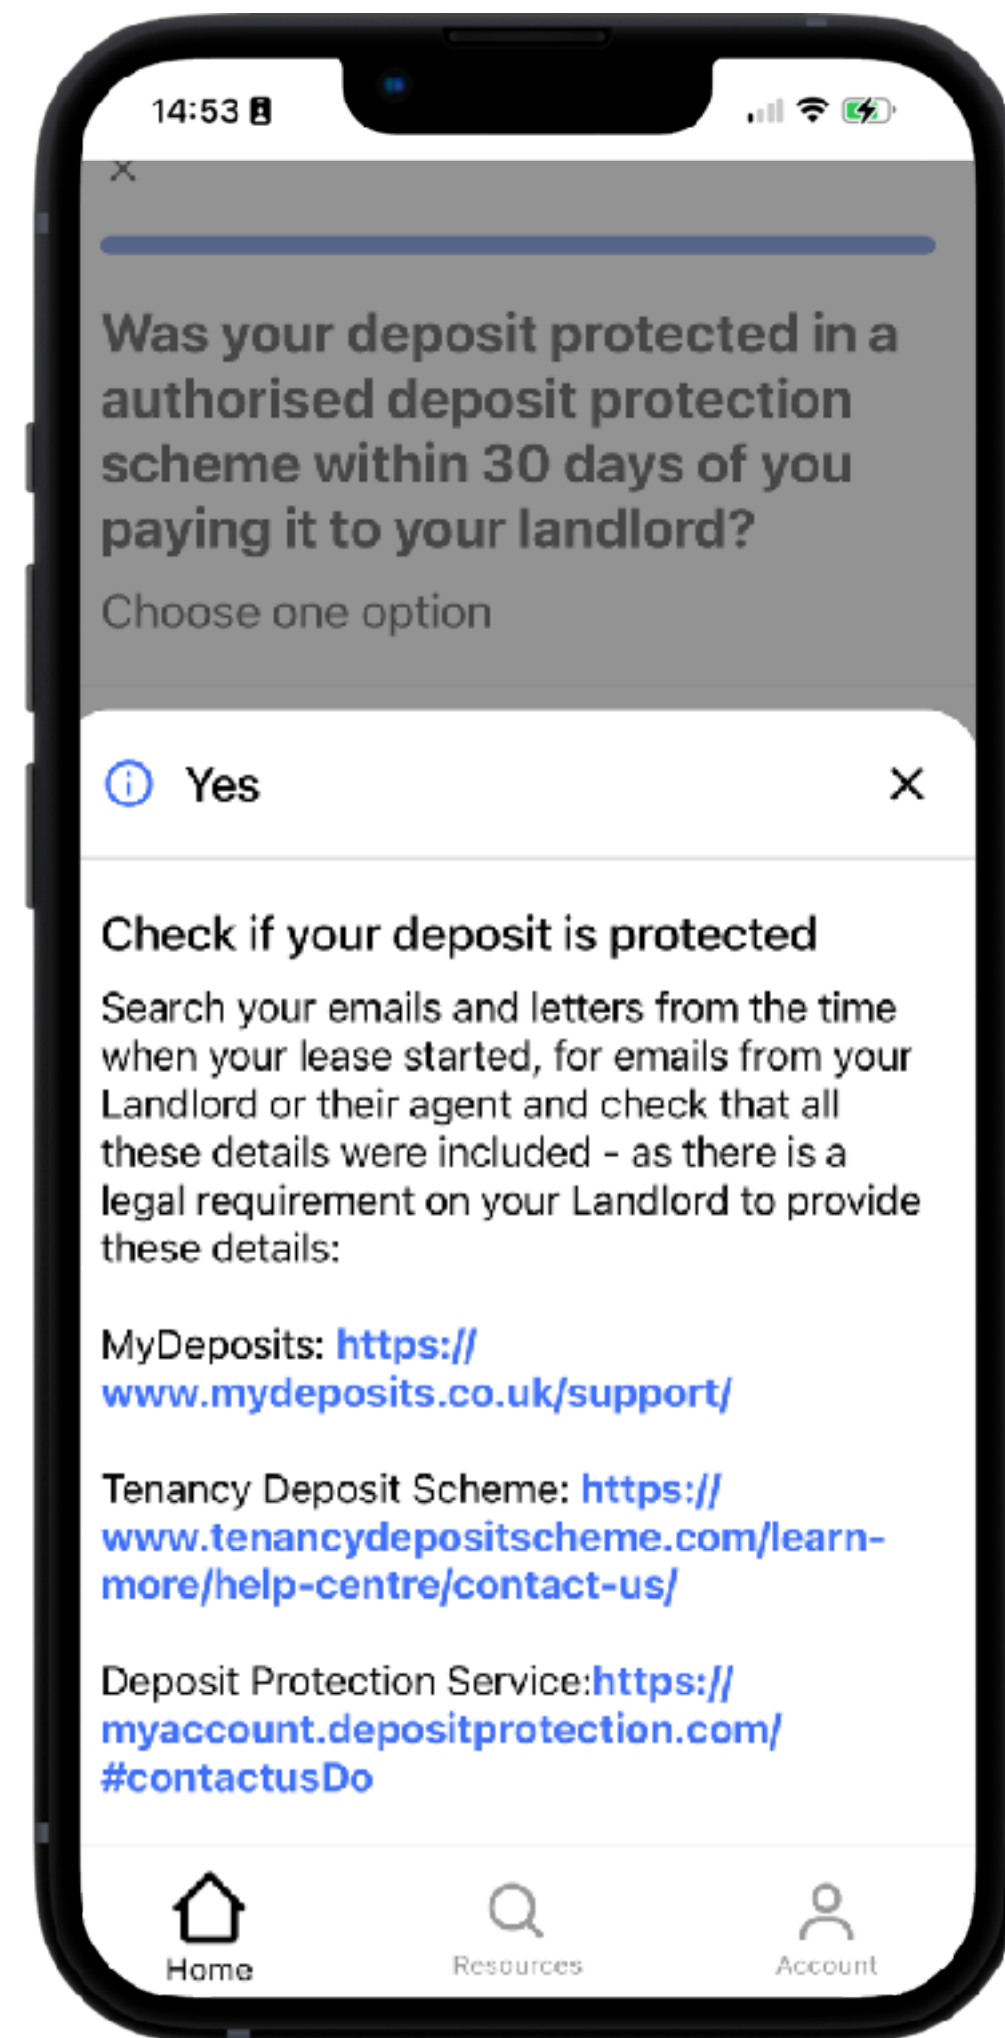 14:53
Was your deposit protected in a
authorised deposit protection
scheme within 30 days of you
paying it to your landlord?
Choose one option
Yes
Check if your deposit is protected
Search your emails and letters from the time
when your lease started, for emails from your
Landlord or their agent and check that all
these details were included - as there is a
legal requirement on your Landlord to provide
these details:
MyDeposits: https://
www.mydeposits.co.uk/support/
Tenancy Deposit Scheme: https://
www.tenancydepositscheme.com/learn-
more/help-centre/contact-us/
Deposit Protection Service:https://
myaccount.depositprotection.com/
#contactusDo
Home
Resources
Account